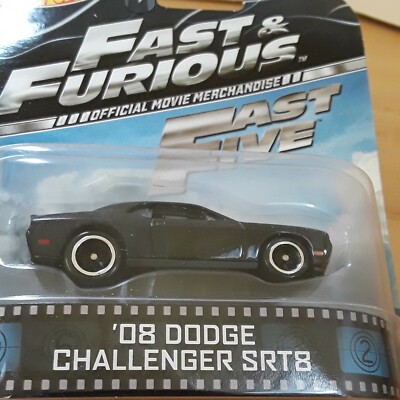 FAST &
FURIOUS
OFFICIAL MOVIE MERCHANDISE
FAST
FIVE
'08 DODGE
CHALLENGER SRT8
2